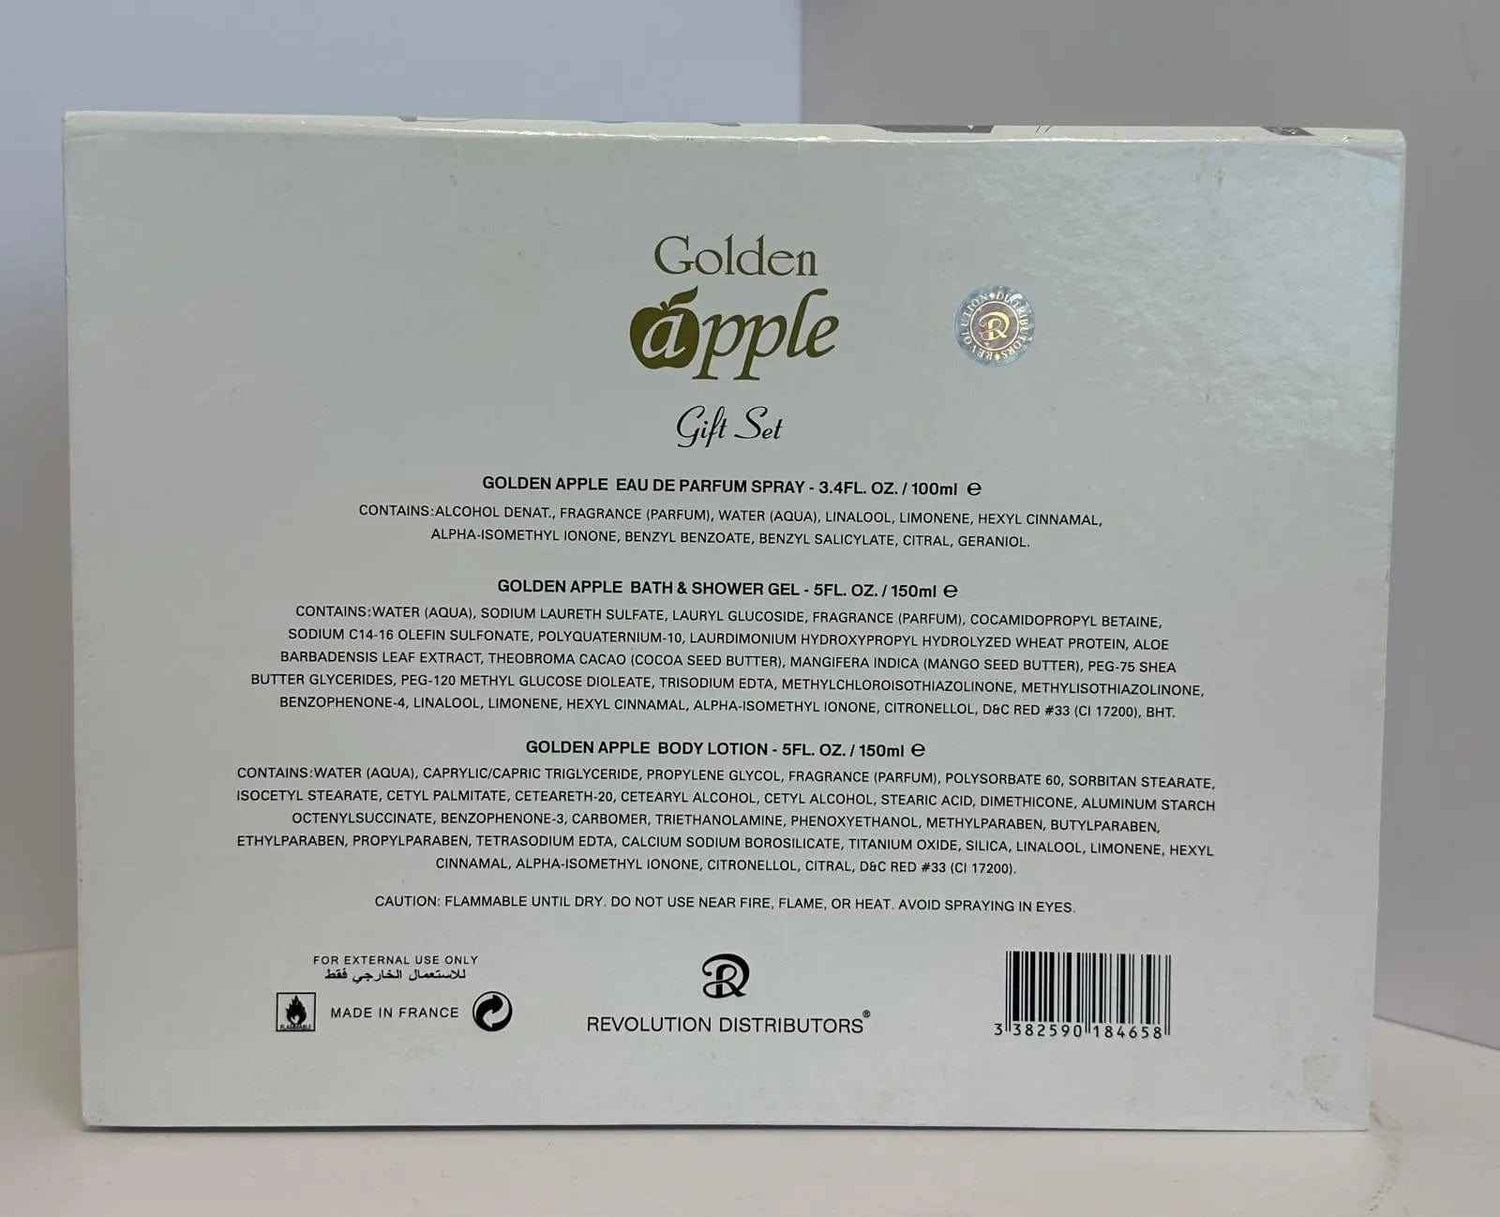 Golden
apple
Gift Set
REVOLUTION DISTRIBUTORS
R
GOLDEN APPLE EAU DE PARFUM SPRAY - 3.4FL. OZ. / 100ml ℮
CONTAINS:ALCOHOL DENAT., FRAGRANCE (PARFUM), WATER (AQUA), LINALOOL, LIMONENE, HEXYL CINNAMAL,
ALPHA-ISOMETHYL IONONE, BENZYL BENZOATE, BENZYL SALICYLATE, CITRAL, GERANIOL.
GOLDEN APPLE BATH & SHOWER GEL - 5FL. OZ. / 150ml ℮
CONTAINS:WATER (AQUA), SODIUM LAURETH SULFATE, LAURYL GLUCOSIDE, FRAGRANCE (PARFUM), COCAMIDOPROPYL BETAINE,
SODIUM C14-16 OLEFIN SULFONATE, POLYQUATERNIUM-10, LAURDIMONIUM HYDROXYPROPYL HYDROLYZED WHEAT PROTEIN, ALOE
BARBADENSIS LEAF EXTRACT, THEOBROMA CACAO (COCOA SEED BUTTER), MANGIFERA INDICA (MANGO SEED BUTTER), PEG-75 SHEA
BUTTER GLYCERIDES, PEG-120 METHYL GLUCOSE DIOLEATE, TRISODIUM EDTA, METHYLCHLOROISOTHIAZOLINONE, METHYLISOTHIAZOLINONE,
BENZOPHENONE-4, LINALOOL, LIMONENE, HEXYL CINNAMAL, ALPHA-ISOMETHYL IONONE, CITRONELLOL, D&C RED #33 (CI 17200), BHT.
GOLDEN APPLE BODY LOTION - 5FL. OZ. / 150ml ℮
CONTAINS:WATER (AQUA), CAPRYLIC/CAPRIC TRIGLYCERIDE, PROPYLENE GLYCOL, FRAGRANCE (PARFUM), POLYSORBATE 60, SORBITAN STEARATE,
ISOCETYL STEARATE, CETYL PALMITATE, CETEARETH-20, CETEARYL ALCOHOL, CETYL ALCOHOL, STEARIC ACID, DIMETHICONE, ALUMINUM STARCH
OCTENYLSUCCINATE, BENZOPHENONE-3, CARBOMER, TRIETHANOLAMINE, PHENOXYETHANOL, METHYLPARABEN, BUTYLPARABEN,
ETHYLPARABEN, PROPYLPARABEN, TETRASODIUM EDTA, CALCIUM SODIUM BOROSILICATE, TITANIUM OXIDE, SILICA, LINALOOL, LIMONENE, HEXYL
CINNAMAL, ALPHA-ISOMETHYL IONONE, CITRONELLOL, CITRAL, D&C RED #33 (CI 17200).
CAUTION: FLAMMABLE UNTIL DRY. DO NOT USE NEAR FIRE, FLAME, OR HEAT. AVOID SPRAYING IN EYES.
FOR EXTERNAL USE ONLY
للاستعمال الخارجي فقط
FLAMMABLE
MADE IN FRANCE
R
REVOLUTION DISTRIBUTORS®
3 382590 184658